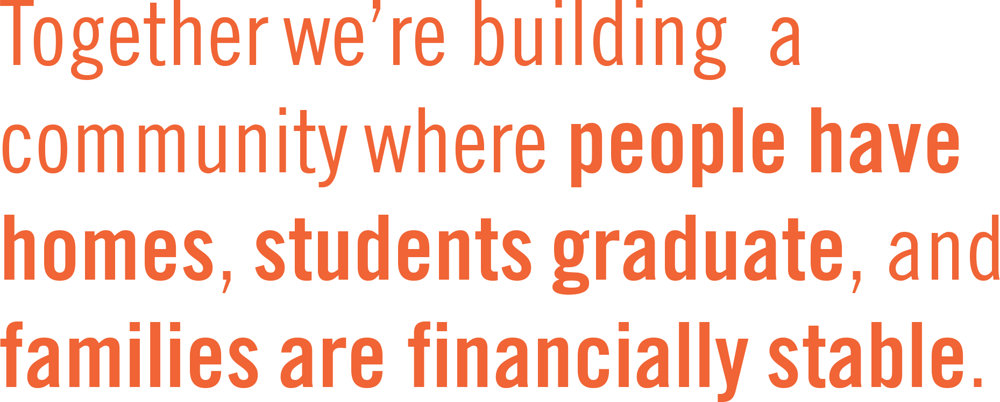 Together we’re building a
community where people have
homes, students graduate, and
families are financially stable.